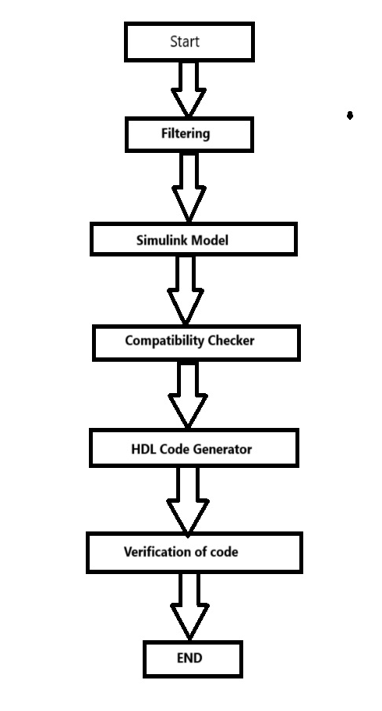 Start
Filtering
Simulink Model
Compatibility Checker
HDL Code Generator
Verification of code
END